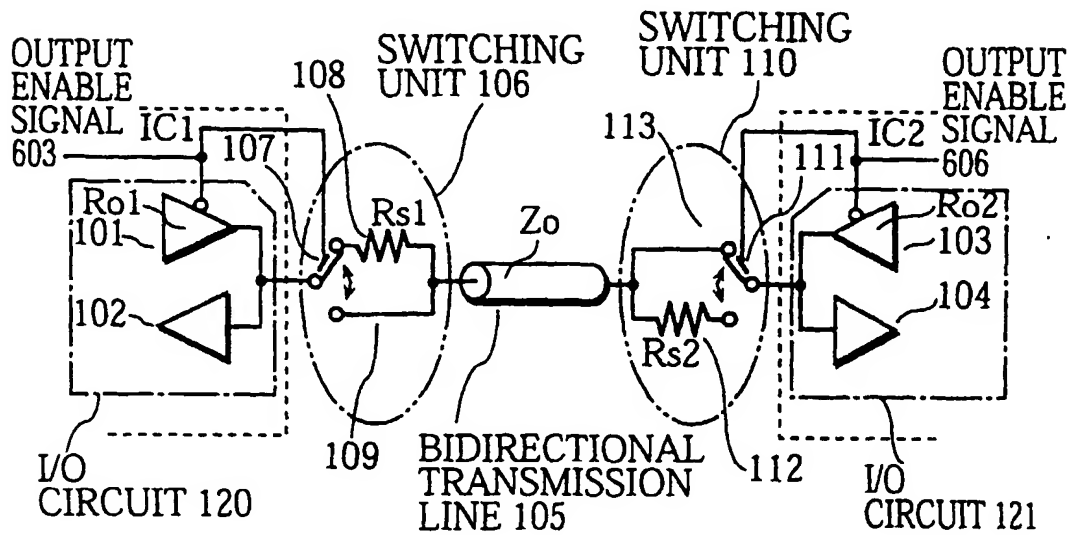 OUTPUT
ENABLE
SIGNAL
603
IC1
107
108
SWITCHING
UNIT 106
SWITCHING
UNIT 110
113
OUTPUT
ENABLE
SIGNAL
606
IC2
111
Ro1
101
102
Rs1
Zo
Ro2
103
104
Rs2
109
112
I/O
CIRCUIT 120
BIDIRECTIONAL
TRANSMISSION
LINE 105
I/O
CIRCUIT 121